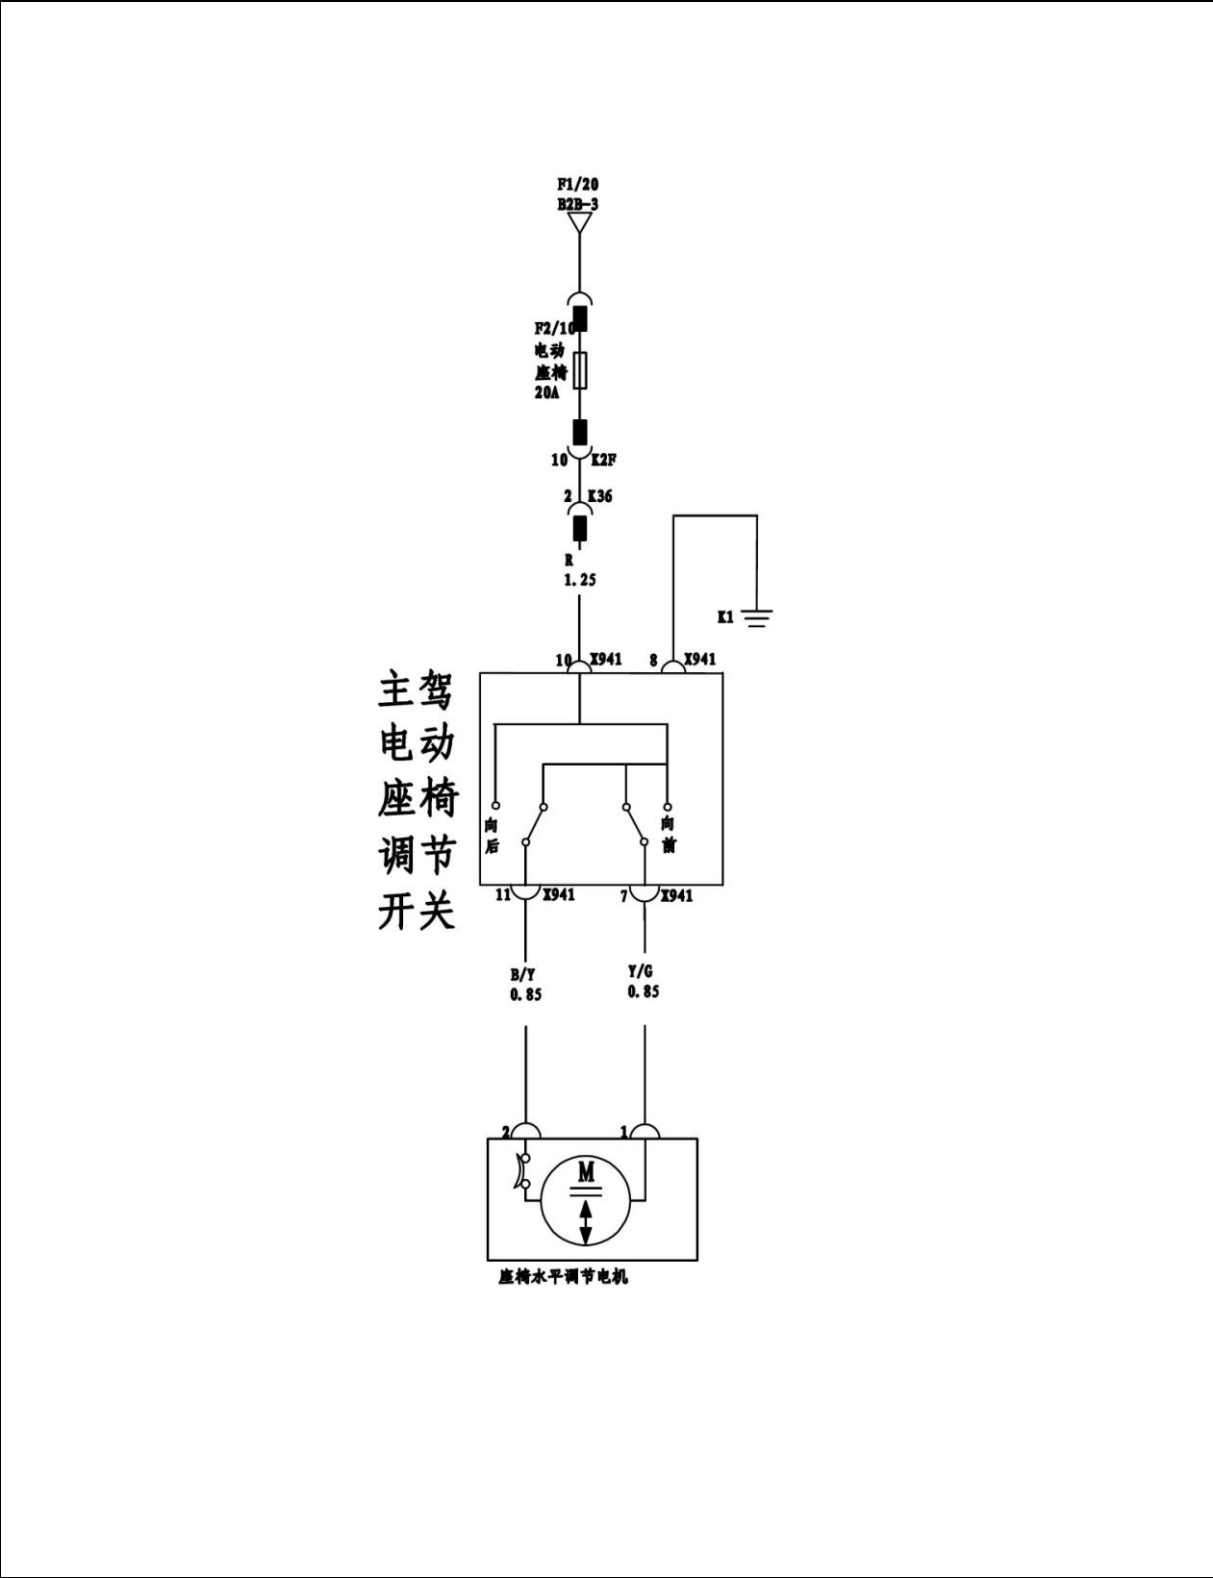 F1/20
B2B-3
F2/10
电动
座椅
20A
10 K2F
2 K36
R
1.25
K1
10 X941
8 X941
主驾
电动
座椅
调节
开关
向
后
向
前
11 X941
7 X941
B/Y
0.85
Y/G
0.85
2
1
M
座椅水平调节电机